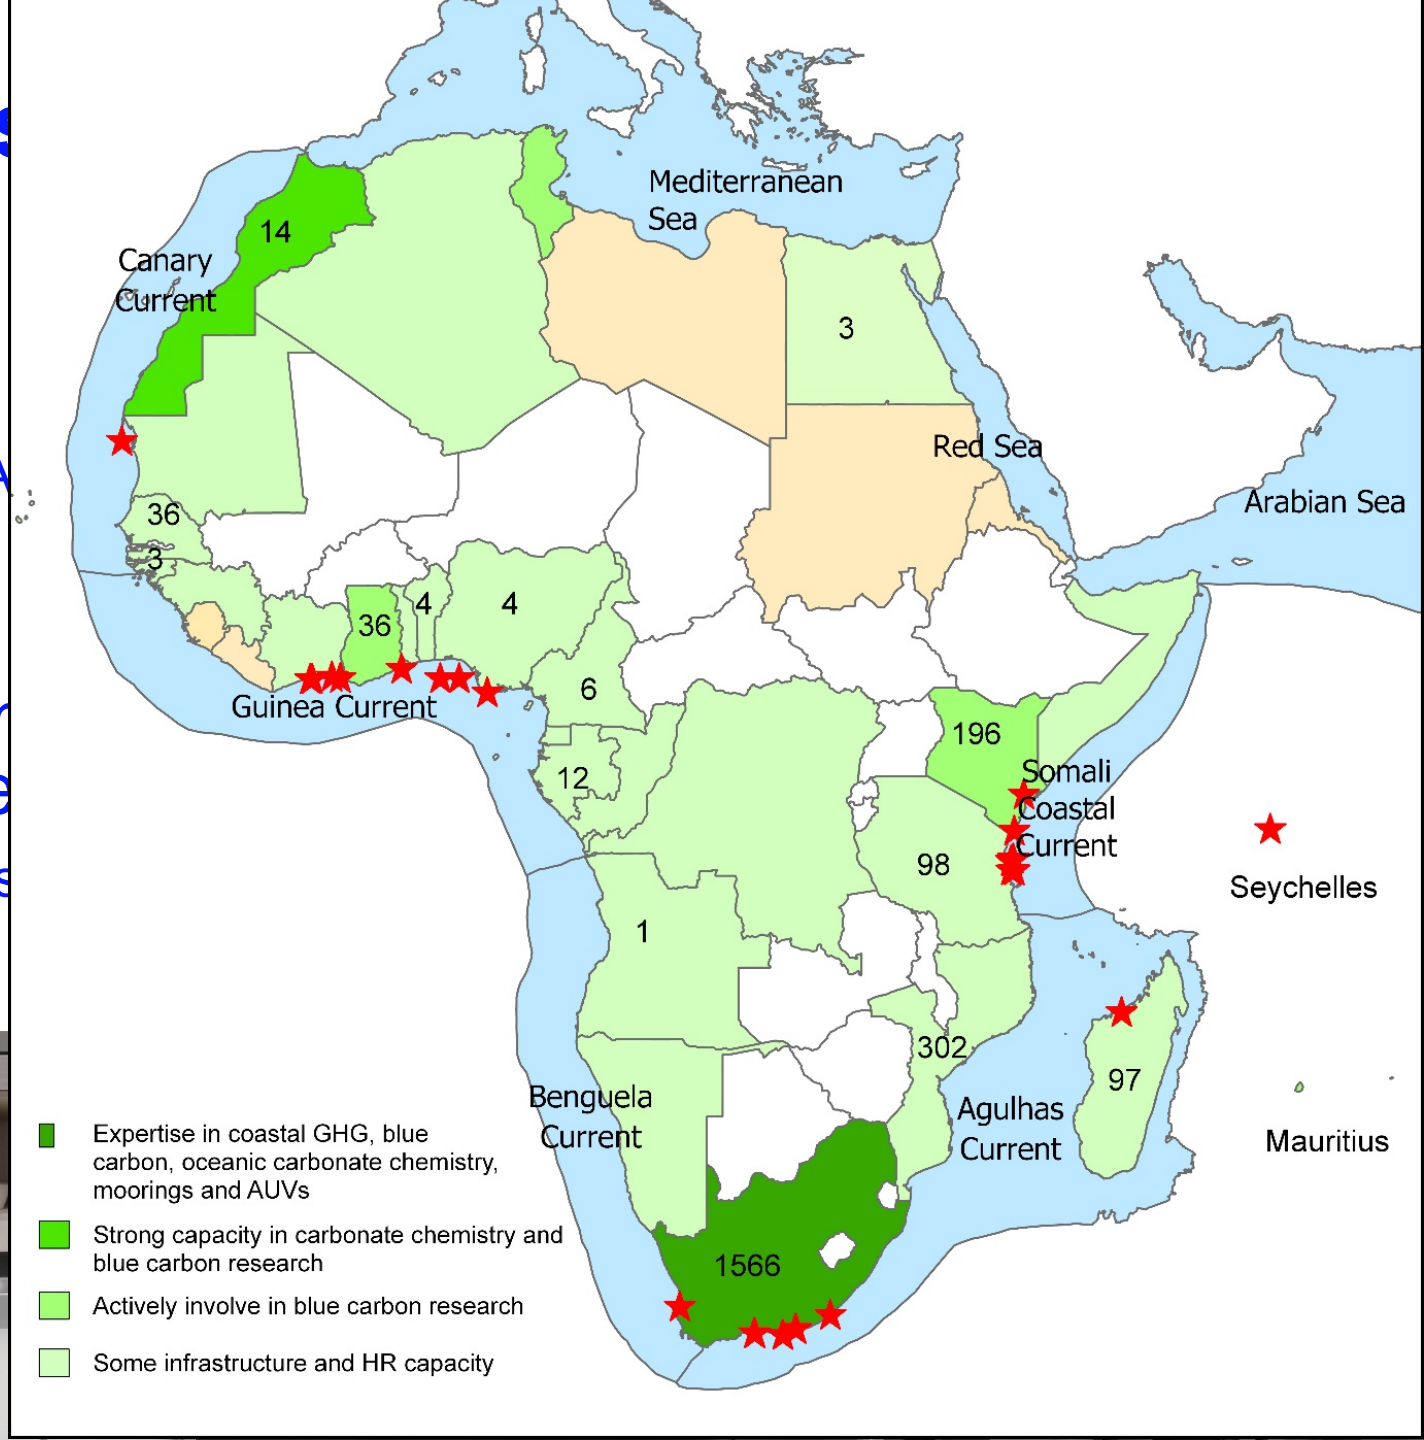 Mediterranean
Sea
14
Canary
Current
3
Red Sea
Arabian Sea
36
3
36
4
4
6
Guinea Current
12
196
Somali
Coastal
Current
98
Seychelles
1
302
97
Benguela
Current
Agulhas
Current
Mauritius
1566
Expertise in coastal GHG, blue
carbon, oceanic carbonate chemistry,
moorings and AUVs
Strong capacity in carbonate chemistry and
blue carbon research
Actively involve in blue carbon research
Some infrastructure and HR capacity